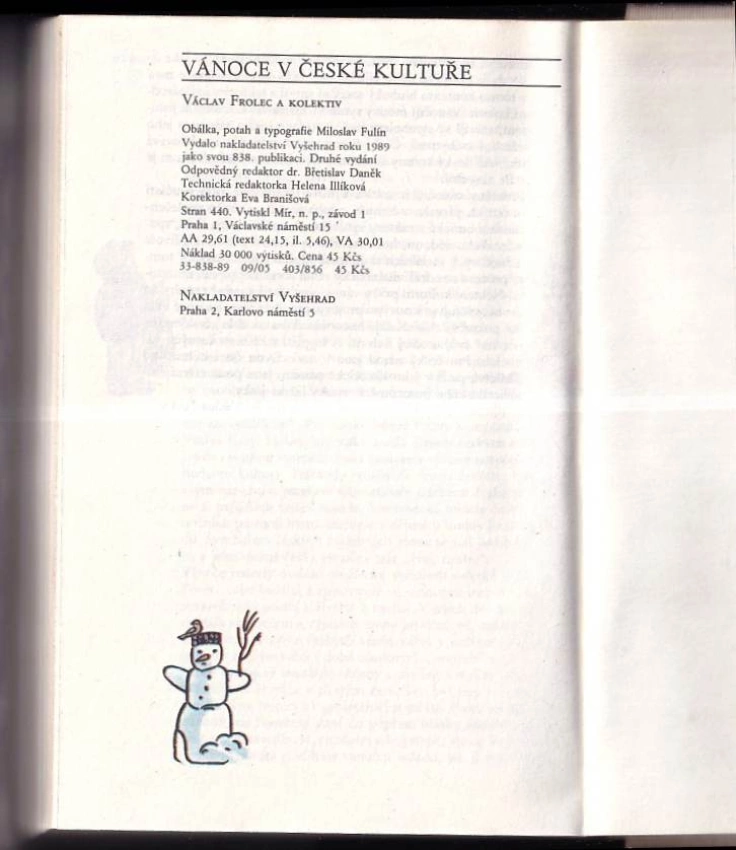 VÁNOCE V ČESKÉ KULTUŘE
VÁCLAV FROLEC A KOLEKTIV
Obálka, potah a typografie Miloslav Fulín
Vydalo nakladatelství Vyšehrad roku 1989
jako svou 838. publikaci. Druhé vydání
Odpovědný redaktor dr. Břetislav Daněk
Technická redaktorka Helena Illíková
Korektorka Eva Branišová
Stran 440. Vytiskl Mír, n. p., závod 1
Praha 1, Václavské náměstí 15
AA 29,61 (text 24,15, il. 5,46), VA 30,01
Náklad 30 000 výtisků. Cena 45 Kčs
33-838-89 09/05 403/856 45 Kčs
NAKLADATELSTVÍ VYŠEHRAD
Praha 2, Karlovo náměstí 5